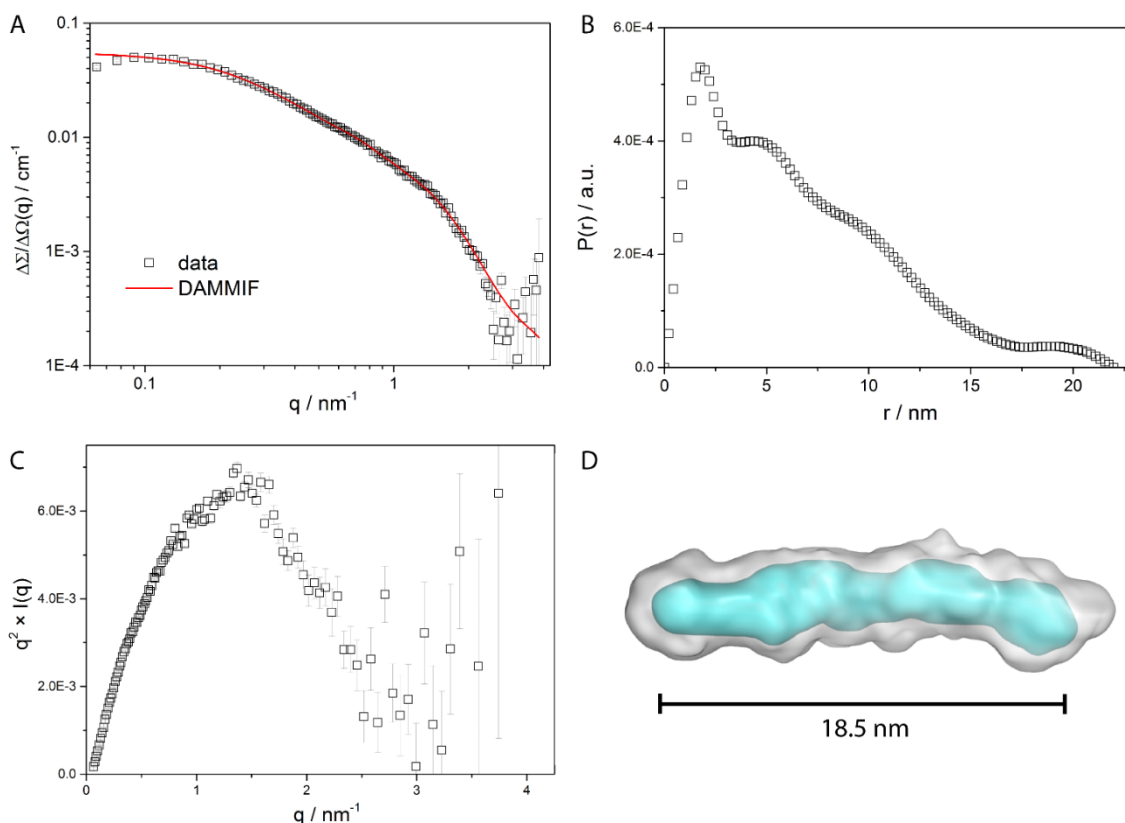 A
ΔΣ/ΔΩ(q) / cm⁻¹
0.1
0.01
1E-3
1E-4
data
DAMMIF
0.1
1
q / nm⁻¹
B
P(r) / a.u.
6.0E-4
4.0E-4
2.0E-4
0.0
0
5
10
15
20
r / nm
C
q² × I(q)
6.0E-3
4.0E-3
2.0E-3
0.0
0
1
2
3
4
q / nm⁻¹
D
18.5 nm